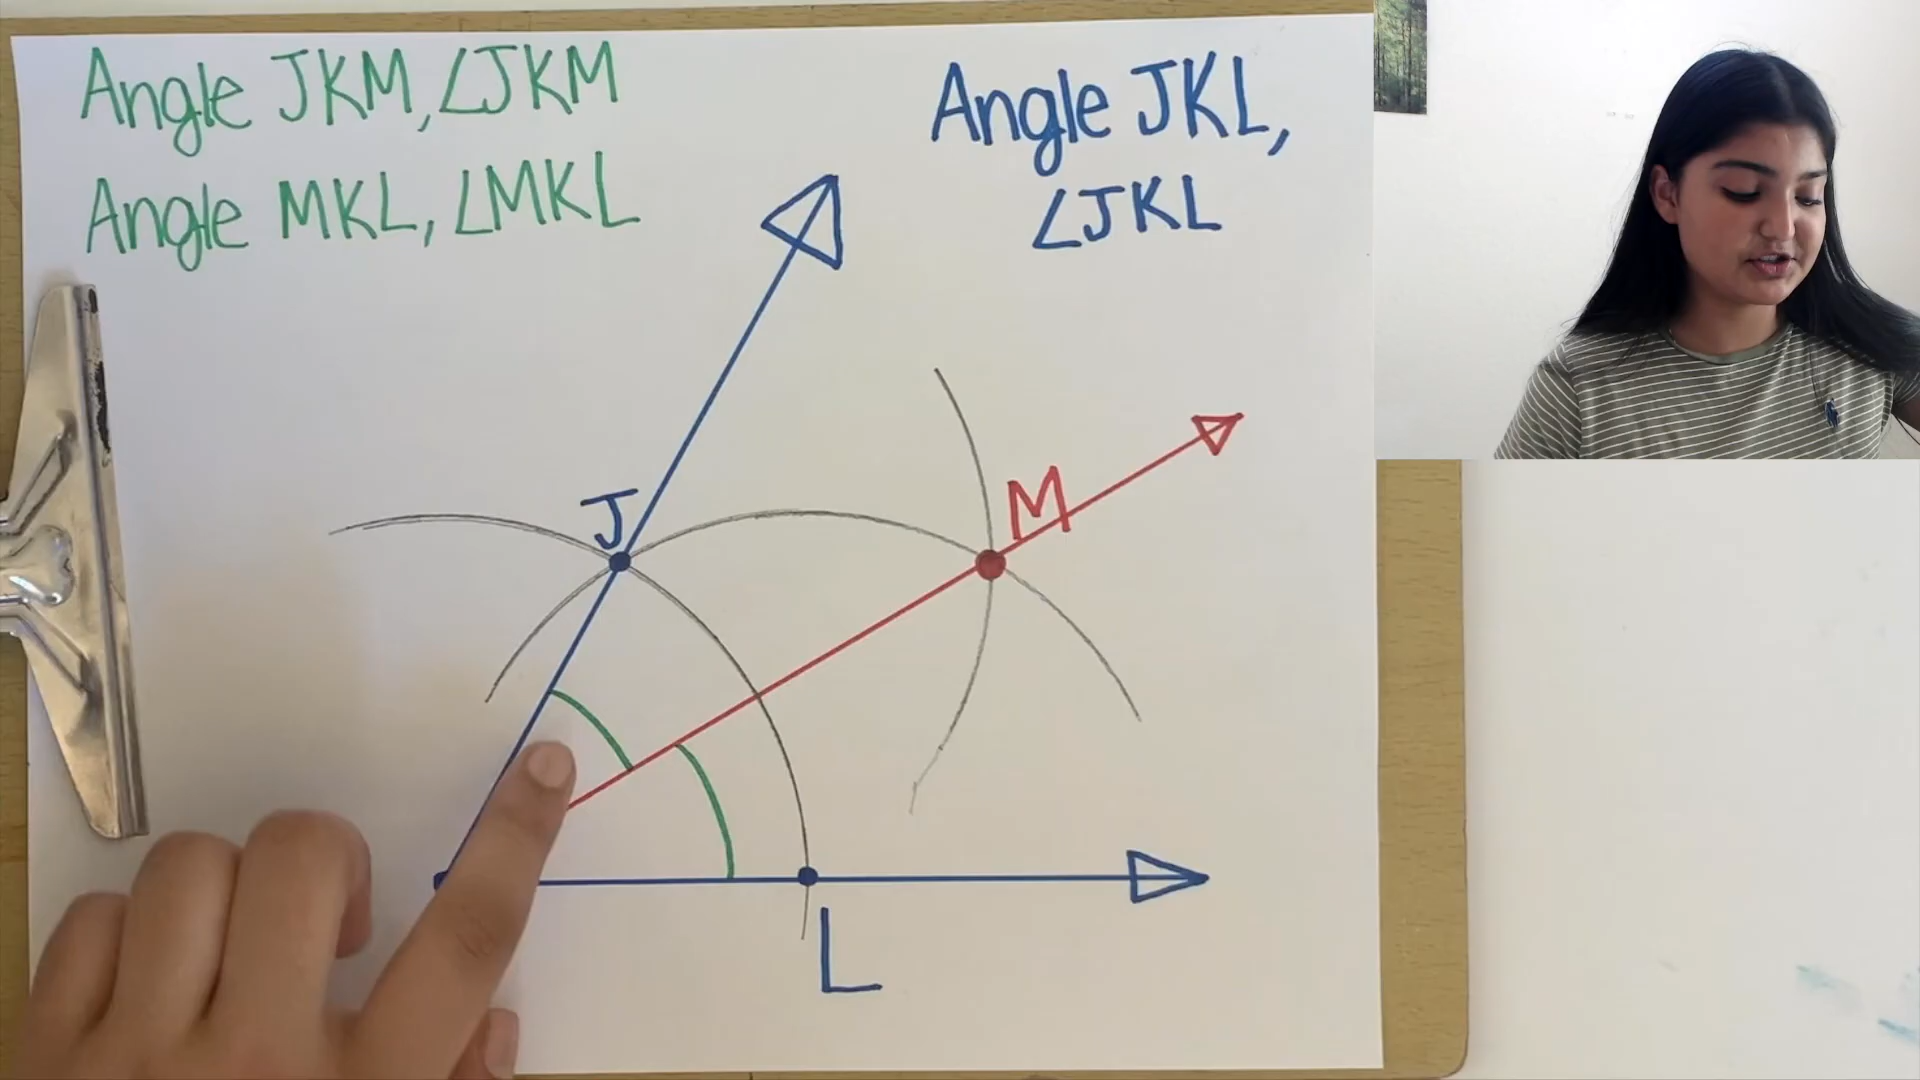 Angle JKM, ∠JKM
Angle MKL, ∠MKL
Angle JKL,
∠JKL
J
M
L